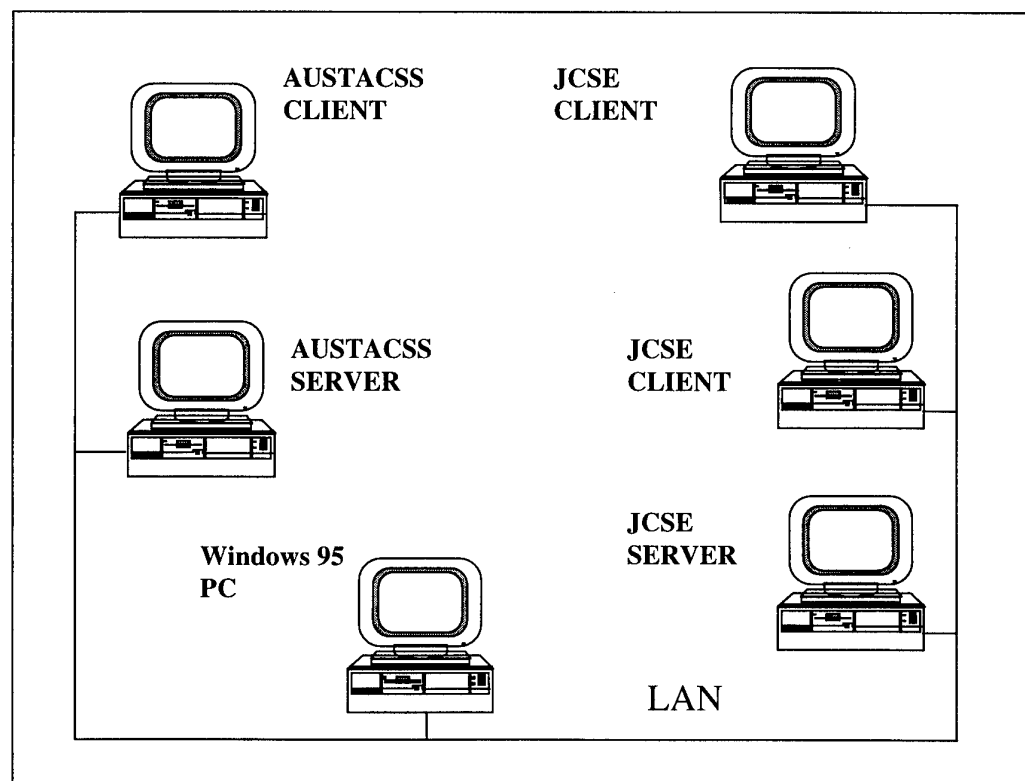 AUSTACSS
CLIENT
JCSE
CLIENT
AUSTACSS
SERVER
JCSE
CLIENT
Windows 95
PC
JCSE
SERVER
LAN